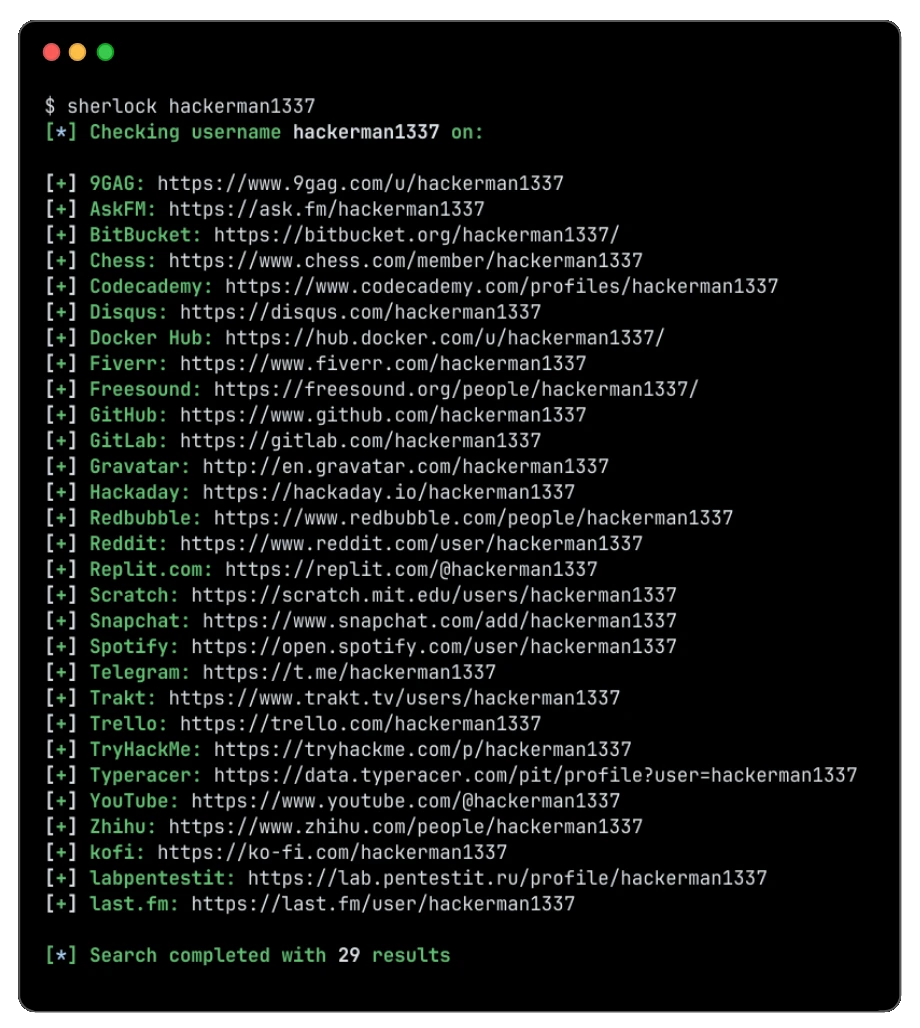 $ sherlock hackerman1337
[*] Checking username hackerman1337 on:
[+] 9GAG: https://www.9gag.com/u/hackerman1337
[+] AskFM: https://ask.fm/hackerman1337
[+] BitBucket: https://bitbucket.org/hackerman1337/
[+] Chess: https://www.chess.com/member/hackerman1337
[+] Codecademy: https://www.codecademy.com/profiles/hackerman1337
[+] Disqus: https://disqus.com/hackerman1337
[+] Docker Hub: https://hub.docker.com/u/hackerman1337/
[+] Fiverr: https://www.fiverr.com/hackerman1337
[+] Freesound: https://freesound.org/people/hackerman1337/
[+] GitHub: https://www.github.com/hackerman1337
[+] GitLab: https://gitlab.com/hackerman1337
[+] Gravatar: http://en.gravatar.com/hackerman1337
[+] Hackaday: https://hackaday.io/hackerman1337
[+] Redbubble: https://www.redbubble.com/people/hackerman1337
[+] Reddit: https://www.reddit.com/user/hackerman1337
[+] Replit.com: https://replit.com/@hackerman1337
[+] Scratch: https://scratch.mit.edu/users/hackerman1337
[+] Snapchat: https://www.snapchat.com/add/hackerman1337
[+] Spotify: https://open.spotify.com/user/hackerman1337
[+] Telegram: https://t.me/hackerman1337
[+] Trakt: https://www.trakt.tv/users/hackerman1337
[+] Trello: https://trello.com/hackerman1337
[+] TryHackMe: https://tryhackme.com/p/hackerman1337
[+] Typeracer: https://data.typeracer.com/pit/profile?user=hackerman1337
[+] YouTube: https://www.youtube.com/@hackerman1337
[+] Zhihu: https://www.zhihu.com/people/hackerman1337
[+] kofi: https://ko-fi.com/hackerman1337
[+] labpentestit: https://lab.pentestit.ru/profile/hackerman1337
[+] last.fm: https://last.fm/user/hackerman1337
[*] Search completed with 29 results